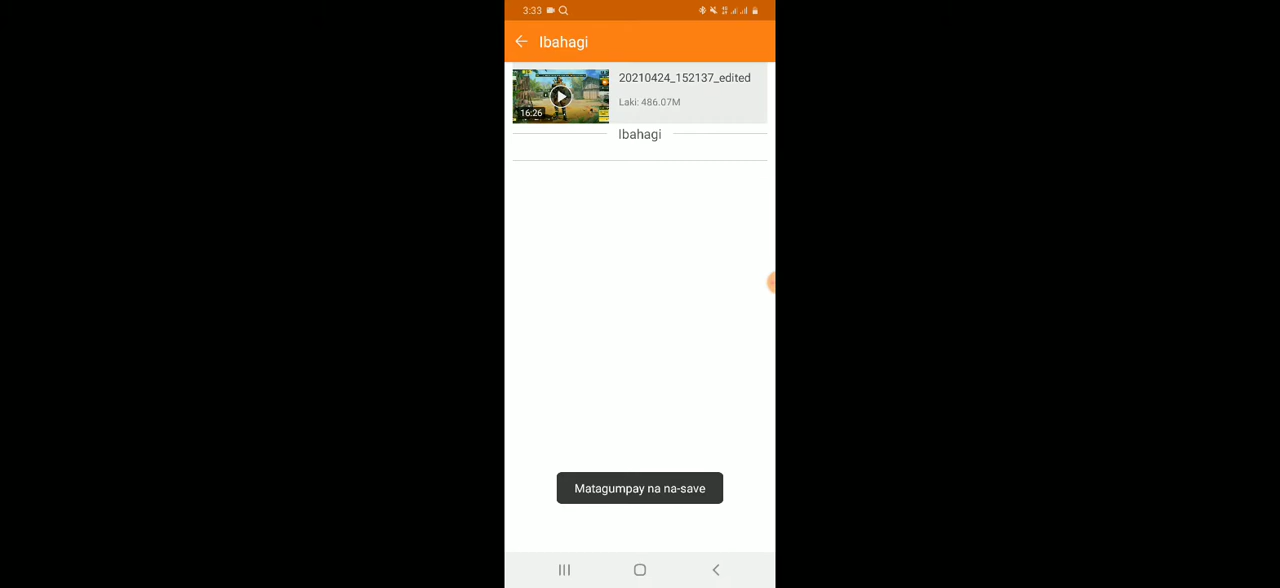 3:33
Ibahagi
20210424_152137_edited
Laki: 486.07M
16:26
Ibahagi
Matagumpay na na-save